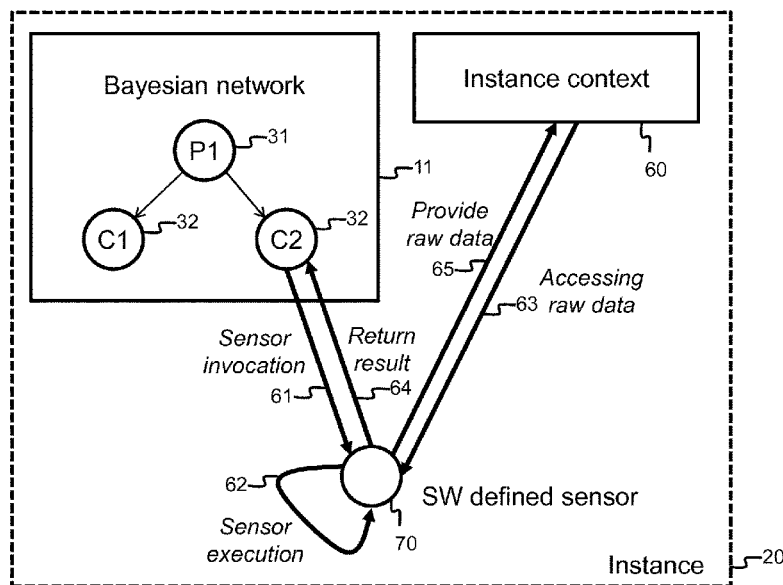 Bayesian network
Instance context
P1
31
11
60
C1
32
32
C2
Provide
raw data
65
Accessing
63
raw data
Sensor
invocation
61
Return
result
64
62
SW defined sensor
70
Sensor
execution
Instance
20